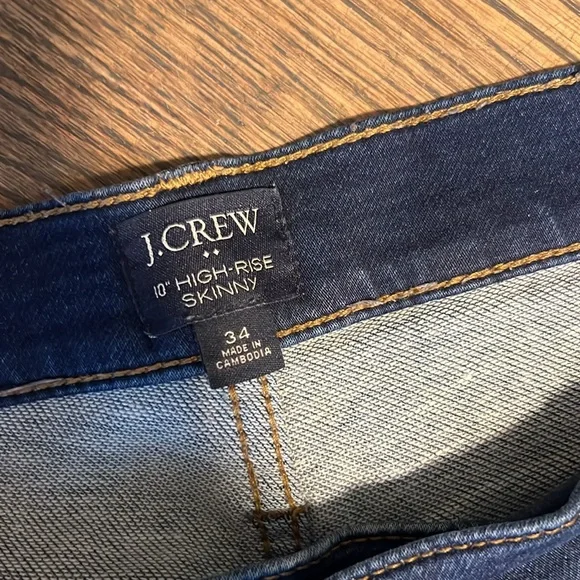 J.CREW
10" HIGH-RISE
SKINNY
34
MADE IN
CAMBODIA